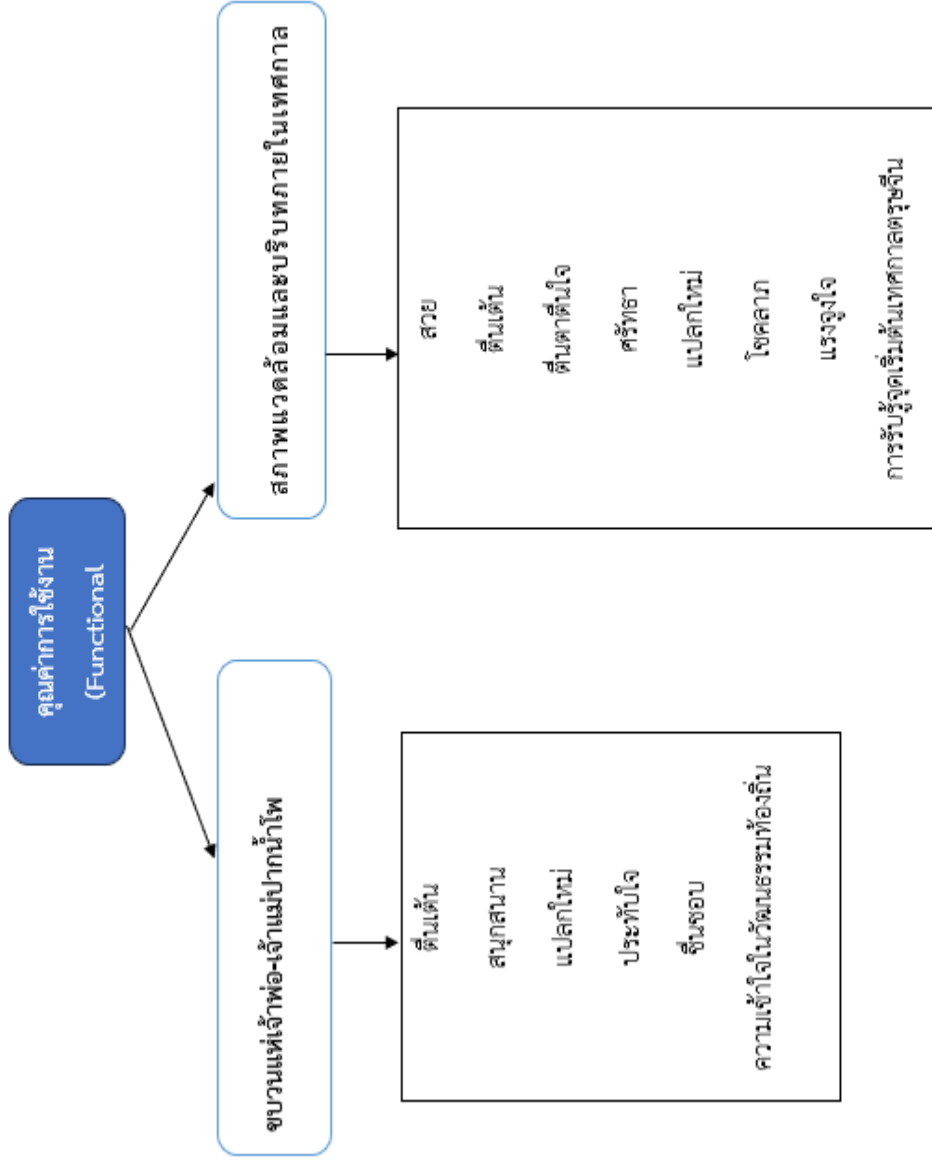 คุณค่าการใช้งาน
(Functional
ขบวนแห่เจ้าพ่อ-เจ้าแม่ปากน้ำโพ
ตื่นเต้น
สนุกสนาน
แปลกใหม่
ประทับใจ
ชื่นชอบ
ความเข้าใจในวัฒนธรรมท้องถิ่น
สภาพแวดล้อมและบริบทภายในเทศกาล
สวย
ตื่นเต้น
ตื่นตาตื่นใจ
ศรัทธา
แปลกใหม่
โชคลาภ
แรงจูงใจ
การรับรู้จุดเริ่มต้นเทศกาลตรุษจีน